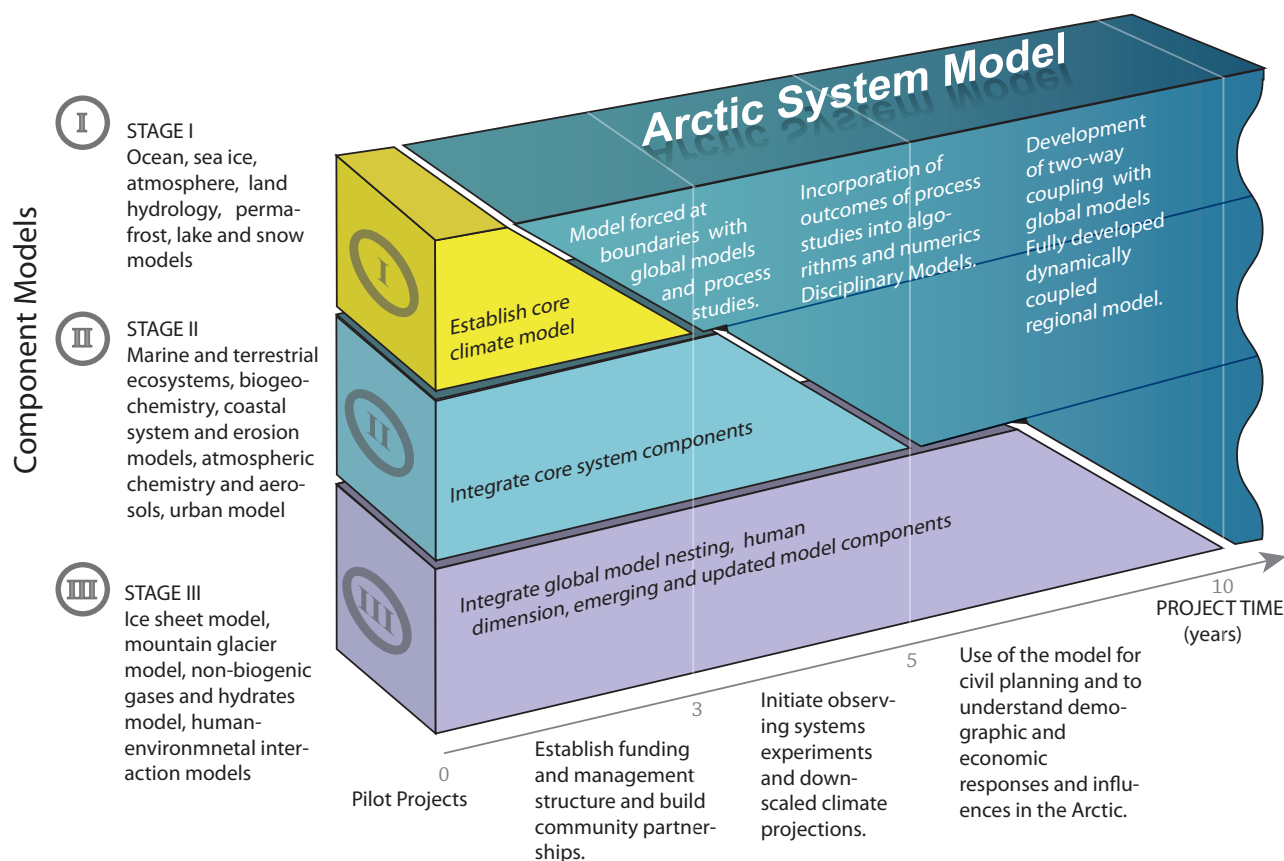 Arctic System Model
Component Models
I
STAGE I
Ocean, sea ice,
atmosphere, land
hydrology, perma-
frost, lake and snow
models
II
STAGE II
Marine and terrestrial
ecosystems, biogeo-
chemistry, coastal
system and erosion
models, atmospheric
chemistry and aero-
sols, urban model
III
STAGE III
Ice sheet model,
mountain glacier
model, non-biogenic
gases and hydrates
model, human-
environmnetal inter-
action models
I
Establish core
climate model
II
Integrate core system components
III
Integrate global model nesting, human
dimension, emerging and updated model components
Model forced at
boundaries with
global models
and process
studies.
Incorporation of
outcomes of process
studies into algo-
rithms and numerics
Disciplinary Models.
Development
of two-way
coupling with
global models
Fully developed
dynamically
coupled
regional model.
0
3
5
10
PROJECT TIME
(years)
Pilot Projects
Establish funding
and management
structure and build
community partner-
ships.
Initiate observ-
ing systems
experiments
and down-
scaled climate
projections.
Use of the model for
civil planning and to
understand demo-
graphic and
economic
responses and influ-
ences in the Arctic.